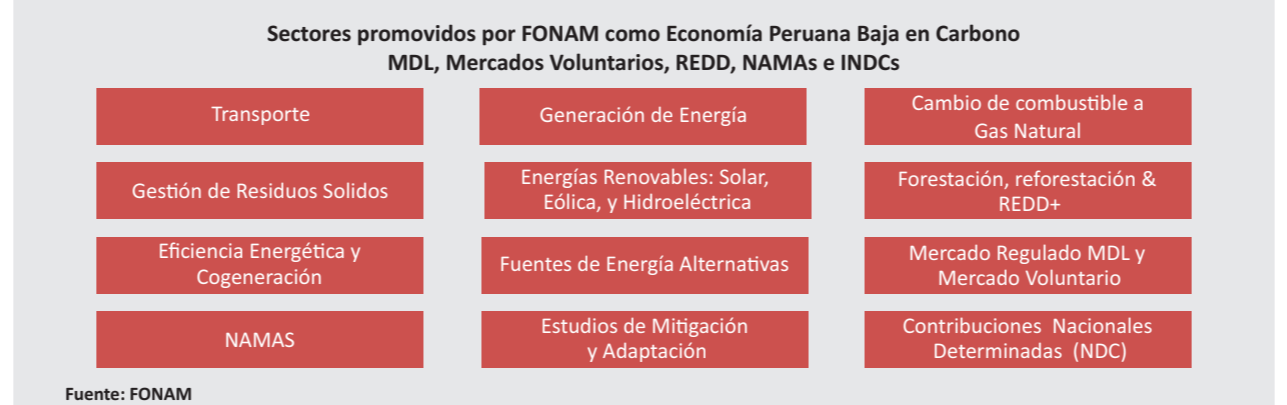 Sectores promovidos por FONAM como Economía Peruana Baja en Carbono
MDL, Mercados Voluntarios, REDD, NAMAs e INDCs
Transporte
Generación de Energía
Cambio de combustible a
Gas Natural
Gestión de Residuos Solidos
Energías Renovables: Solar,
Eólica, y Hidroeléctrica
Forestación, reforestación &
REDD+
Eficiencia Energética y
Cogeneración
Fuentes de Energía Alternativas
Mercado Regulado MDL y
Mercado Voluntario
NAMAS
Estudios de Mitigación
y Adaptación
Contribuciones Nacionales
Determinadas (NDC)
Fuente: FONAM